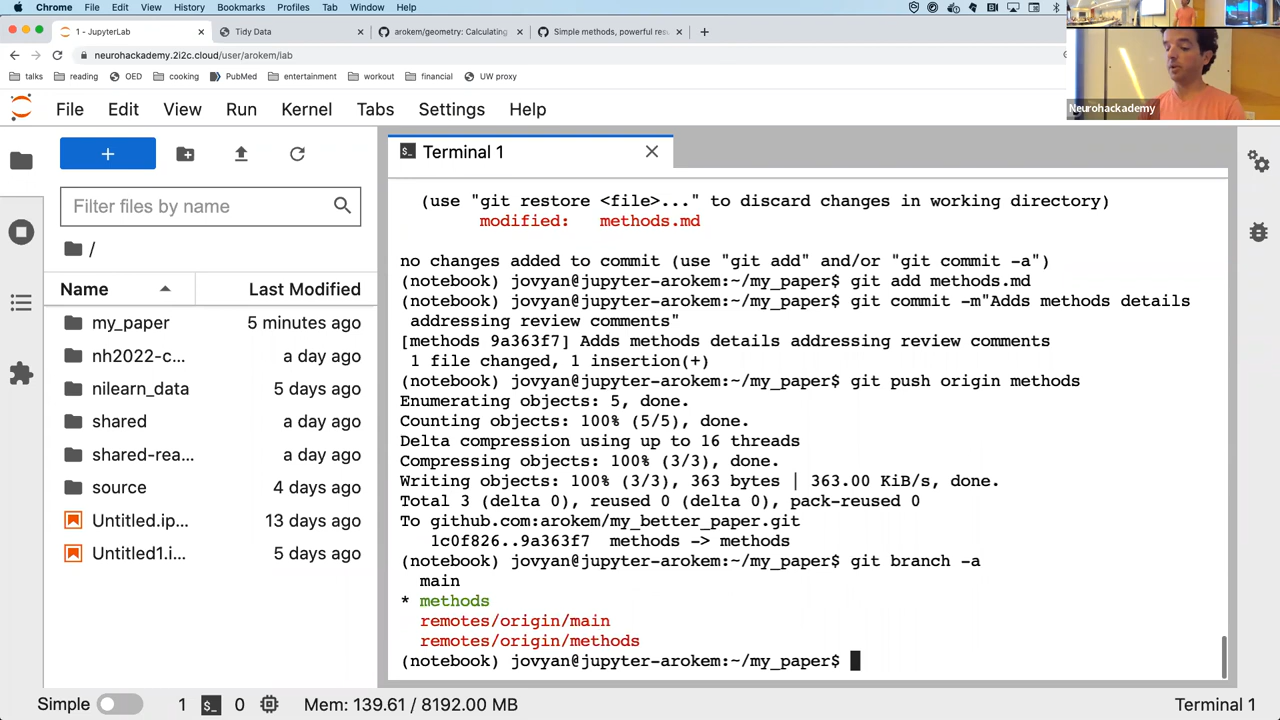 Chrome File Edit View History Bookmarks Profiles Tab Window Help
1 - JupyterLab
Tidy Data
arokem/geometry: Calculating
Simple methods, powerful res
neurohackademy.2i2c.cloud/user/arokem/lab
talks reading OED cooking PubMed entertainment workout financial UW proxy
Neurohackademy
File Edit View Run Kernel Tabs Settings Help
Filter files by name
/
Name Last Modified
my_paper 5 minutes ago
nh2022-c... a day ago
nilearn_data 5 days ago
shared a day ago
shared-rea... a day ago
source 4 days ago
Untitled.ip... 13 days ago
Untitled1.i... 5 days ago
Terminal 1
(use "git restore <file>..." to discard changes in working directory)
modified: methods.md
no changes added to commit (use "git add" and/or "git commit -a")
(notebook) jovyan@jupyter-arokem:~/my_paper$ git add methods.md
(notebook) jovyan@jupyter-arokem:~/my_paper$ git commit -m"Adds methods details
addressing review comments"
[methods 9a363f7] Adds methods details addressing review comments
1 file changed, 1 insertion(+)
(notebook) jovyan@jupyter-arokem:~/my_paper$ git push origin methods
Enumerating objects: 5, done.
Counting objects: 100% (5/5), done.
Delta compression using up to 16 threads
Compressing objects: 100% (3/3), done.
Writing objects: 100% (3/3), 363 bytes | 363.00 KiB/s, done.
Total 3 (delta 0), reused 0 (delta 0), pack-reused 0
To github.com:arokem/my_better_paper.git
1c0f826..9a363f7 methods -> methods
(notebook) jovyan@jupyter-arokem:~/my_paper$ git branch -a
main
* methods
remotes/origin/main
remotes/origin/methods
(notebook) jovyan@jupyter-arokem:~/my_paper$
Simple 1 0 Mem: 139.61 / 8192.00 MB Terminal 1